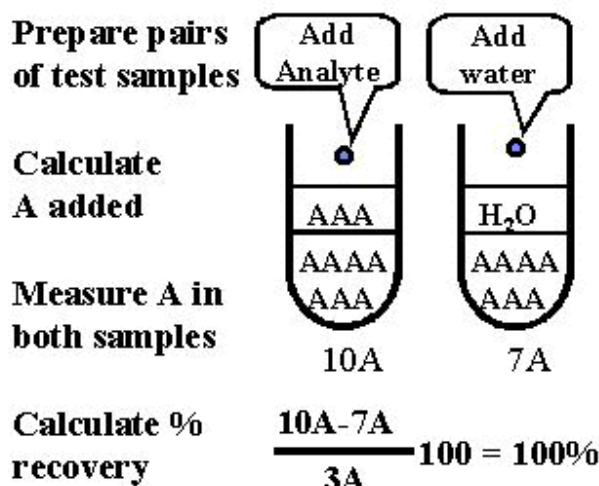 Prepare pairs
of test samples
Add
Analyte
Add
water
Calculate
A added
AAA
H₂O
AAAA
AAA
AAAA
AAA
Measure A in
both samples
10A
7A
Calculate %
recovery
10A-7A
3A
100 = 100%